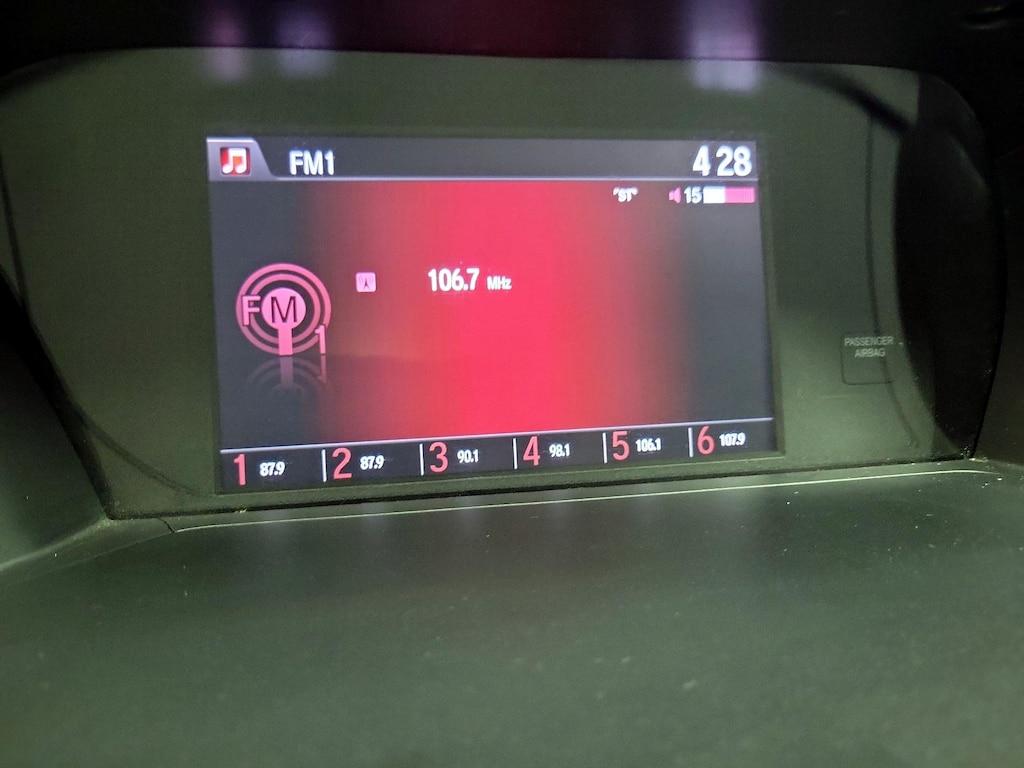 FM1 4 28
"ST" 15
106.7 MHz
FM 1
PASSENGER
AIRBAG
1 87.9 2 87.9 3 90.1 4 98.1 5 106.1 6 107.9